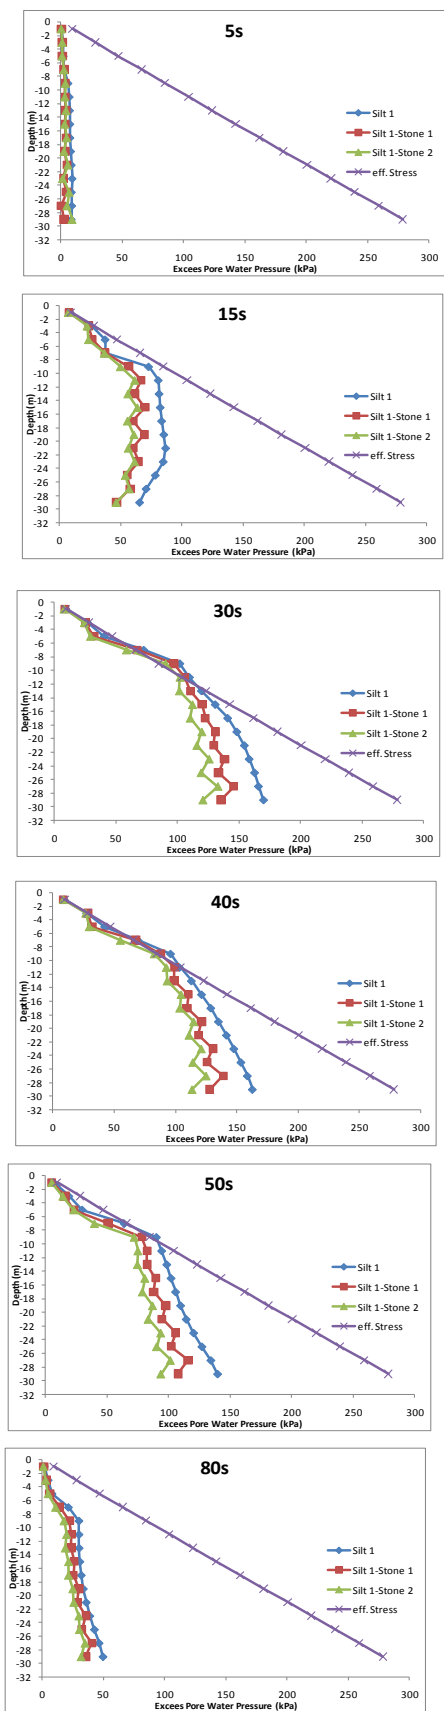 5s
0
-2
-4
-6
-8
-10
-12
-14
-16
-18
-20
-22
-24
-26
-28
-30
-32
Depth (m)
Silt 1
Silt 1-Stone 1
Silt 1-Stone 2
eff. Stress
0 50 100 150 200 250 300
Excees Pore Water Pressure (kPa)
15s
0
-2
-4
-6
-8
-10
-12
-14
-16
-18
-20
-22
-24
-26
-28
-30
-32
Depth (m)
Silt 1
Silt 1-Stone 1
Silt 1-Stone 2
eff. Stress
0 50 100 150 200 250 300
Excees Pore Water Pressure (kPa)
30s
0
-2
-4
-6
-8
-10
-12
-14
-16
-18
-20
-22
-24
-26
-28
-30
-32
Depth (m)
Silt 1
Silt 1-Stone 1
Silt 1-Stone 2
eff. Stress
0 50 100 150 200 250 300
Excees Pore Water Pressure (kPa)
40s
0
-2
-4
-6
-8
-10
-12
-14
-16
-18
-20
-22
-24
-26
-28
-30
-32
Depth (m)
Silt 1
Silt 1-Stone 1
Silt 1-Stone 2
eff. Stress
0 50 100 150 200 250 300
Excees Pore Water Pressure (kPa)
50s
0
-2
-4
-6
-8
-10
-12
-14
-16
-18
-20
-22
-24
-26
-28
-30
-32
Depth (m)
Silt 1
Silt 1-Stone 1
Silt 1-Stone 2
eff. Stress
0 50 100 150 200 250 300
Excees Pore Water Pressure (kPa)
80s
0
-2
-4
-6
-8
-10
-12
-14
-16
-18
-20
-22
-24
-26
-28
-30
-32
Depth (m)
Silt 1
Silt 1-Stone 1
Silt 1-Stone 2
eff. Stress
0 50 100 150 200 250 300
Excees Pore Water Pressure (kPa)